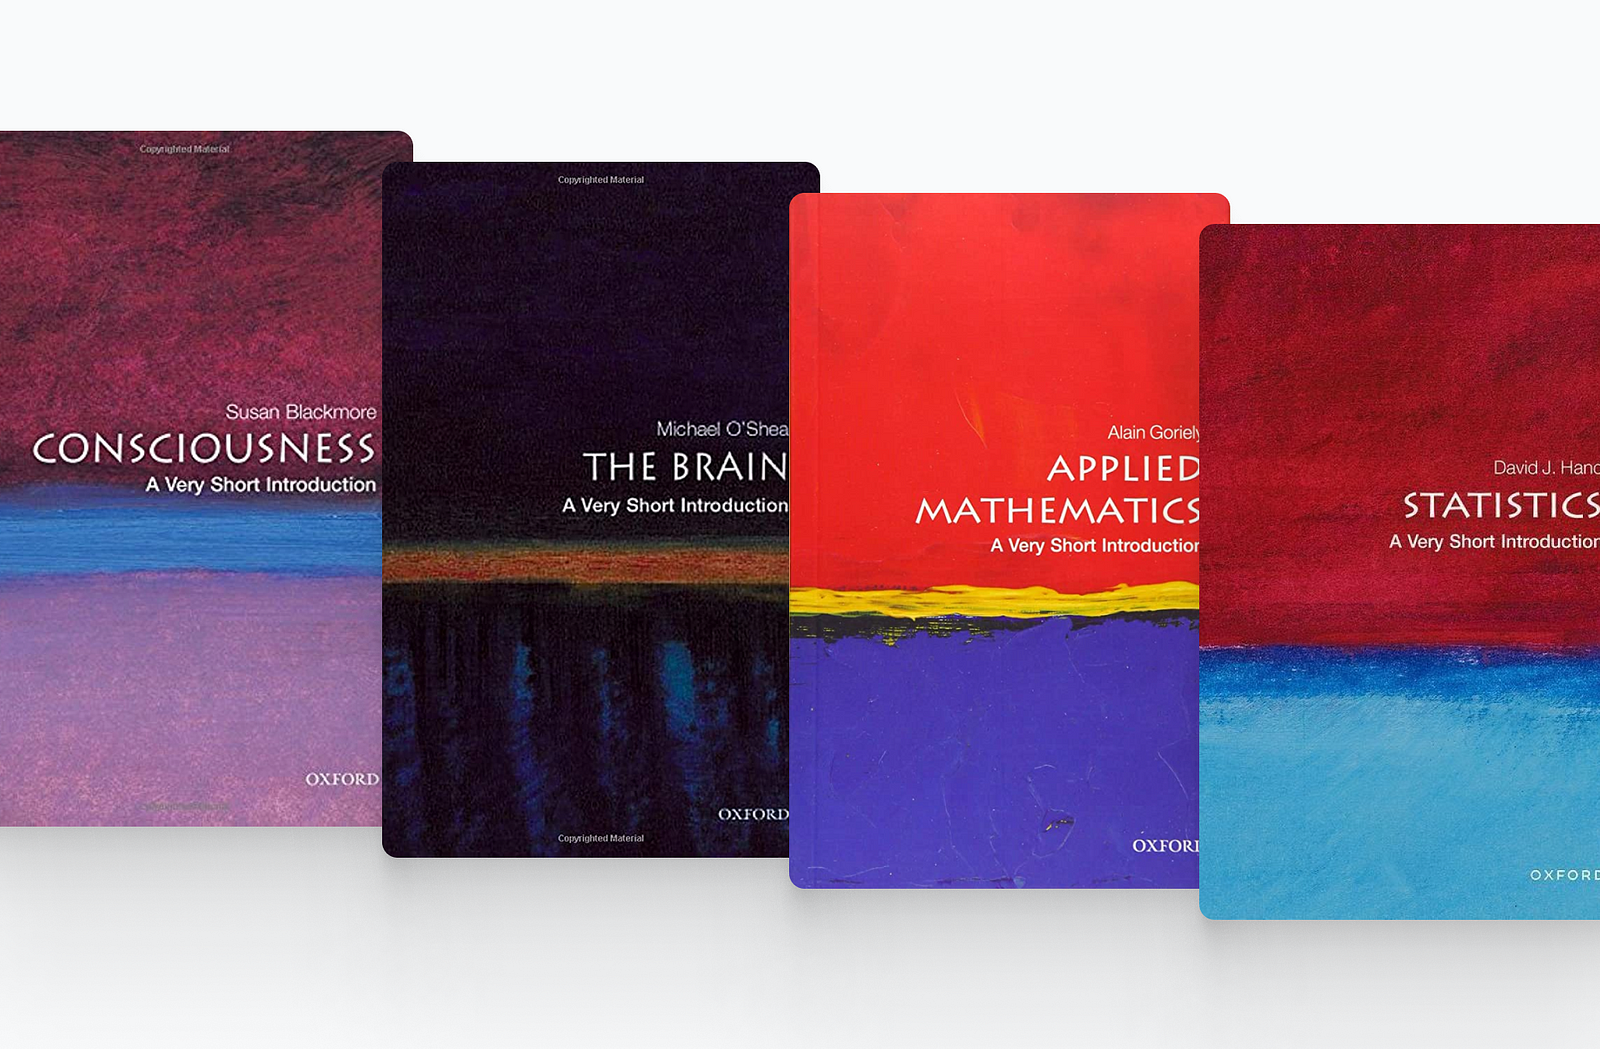 Copyrighted Material
Susan Blackmore
CONSCIOUSNESS
A Very Short Introduction
OXFORD
Copyrighted Material
Michael O'Shea
THE BRAIN
A Very Short Introduction
OXFORD
Copyrighted Material
Alain Goriely
APPLIED
MATHEMATICS
A Very Short Introduction
OXFORD
David J. Hand
STATISTICS
A Very Short Introduction
OXFORD